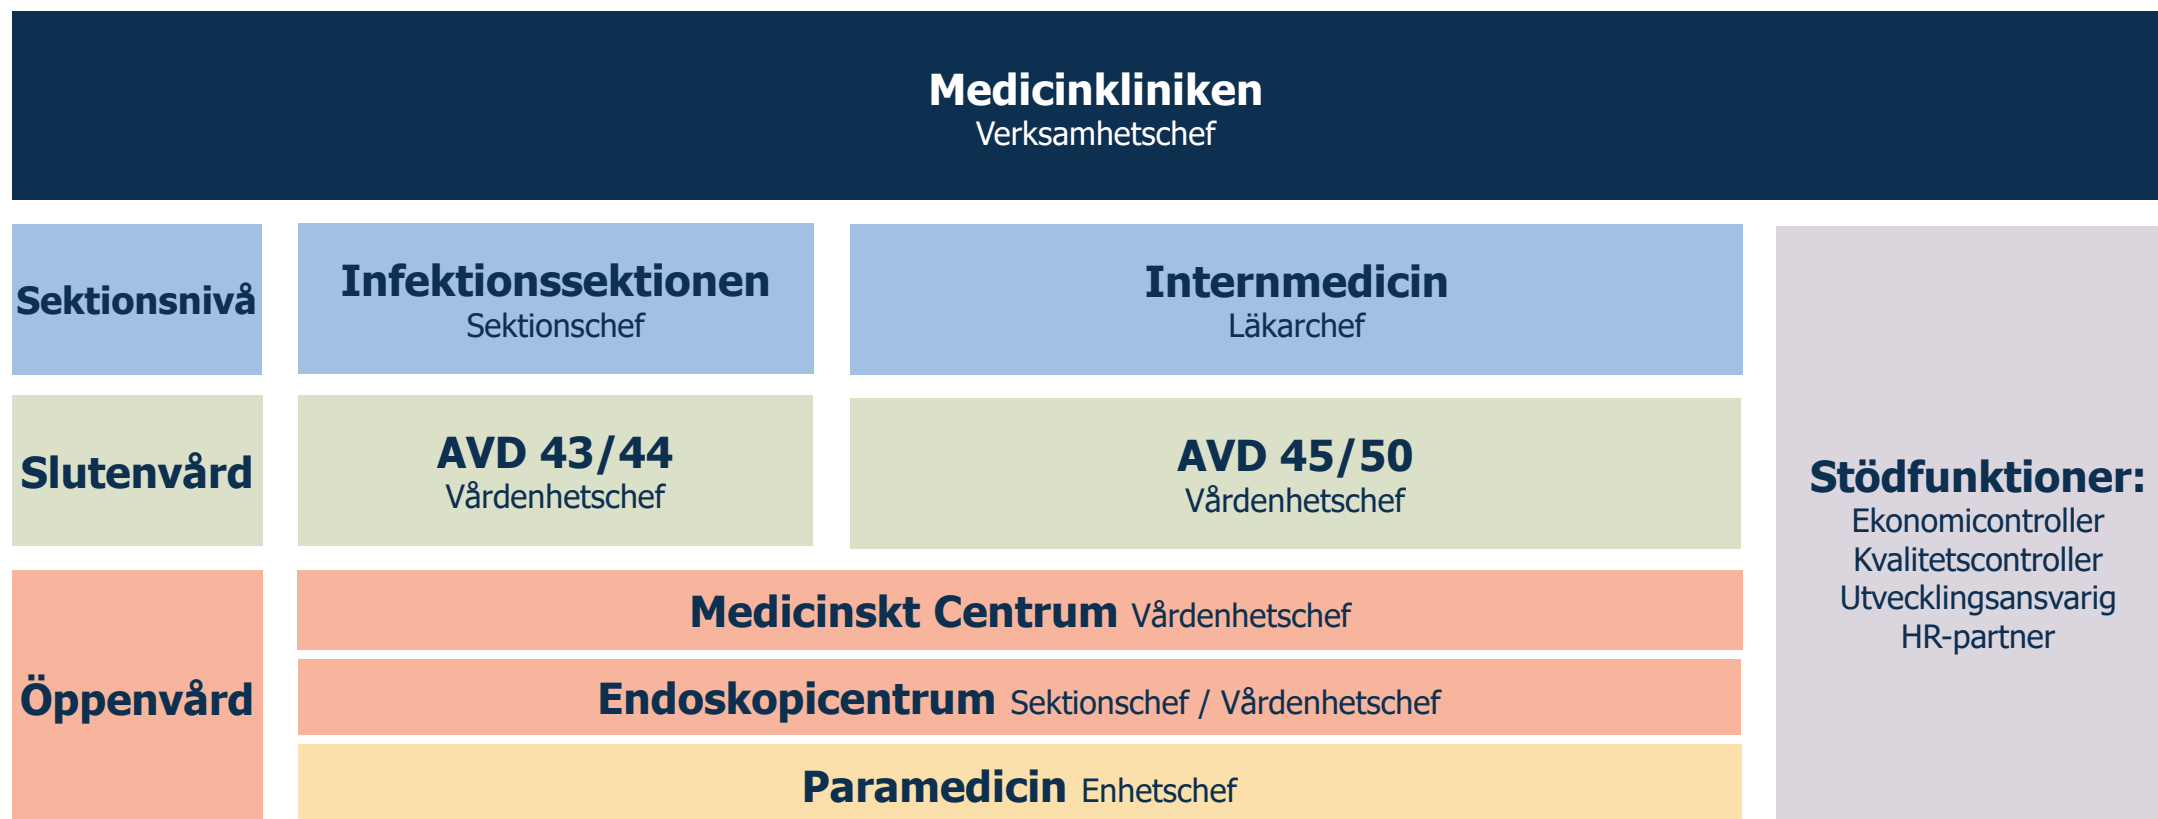 Medicinkliniken
Verksamhetschef
Sektionsnivå
Infektionssektionen
Sektionschef
Internmedicin
Läkarchef
Slutenvård
AVD 43/44
Vårdenhetschef
AVD 45/50
Vårdenhetschef
Öppenvård
Medicinskt Centrum Vårdenhetschef
Endoskopicentrum Sektionschef / Vårdenhetschef
Paramedicin Enhetschef
Stödfunktioner:
Ekonomicontroller
Kvalitetscontroller
Utvecklingsansvarig
HR-partner